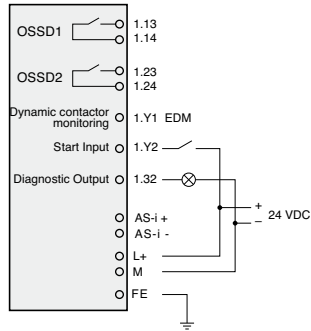 OSSD1
1.13
1.14
OSSD2
1.23
1.24
Dynamic contactor
monitoring
1.Y1 EDM
Start Input
1.Y2
Diagnostic Output
1.32
+
24 VDC
–
AS-i +
AS-i -
L+
M
FE